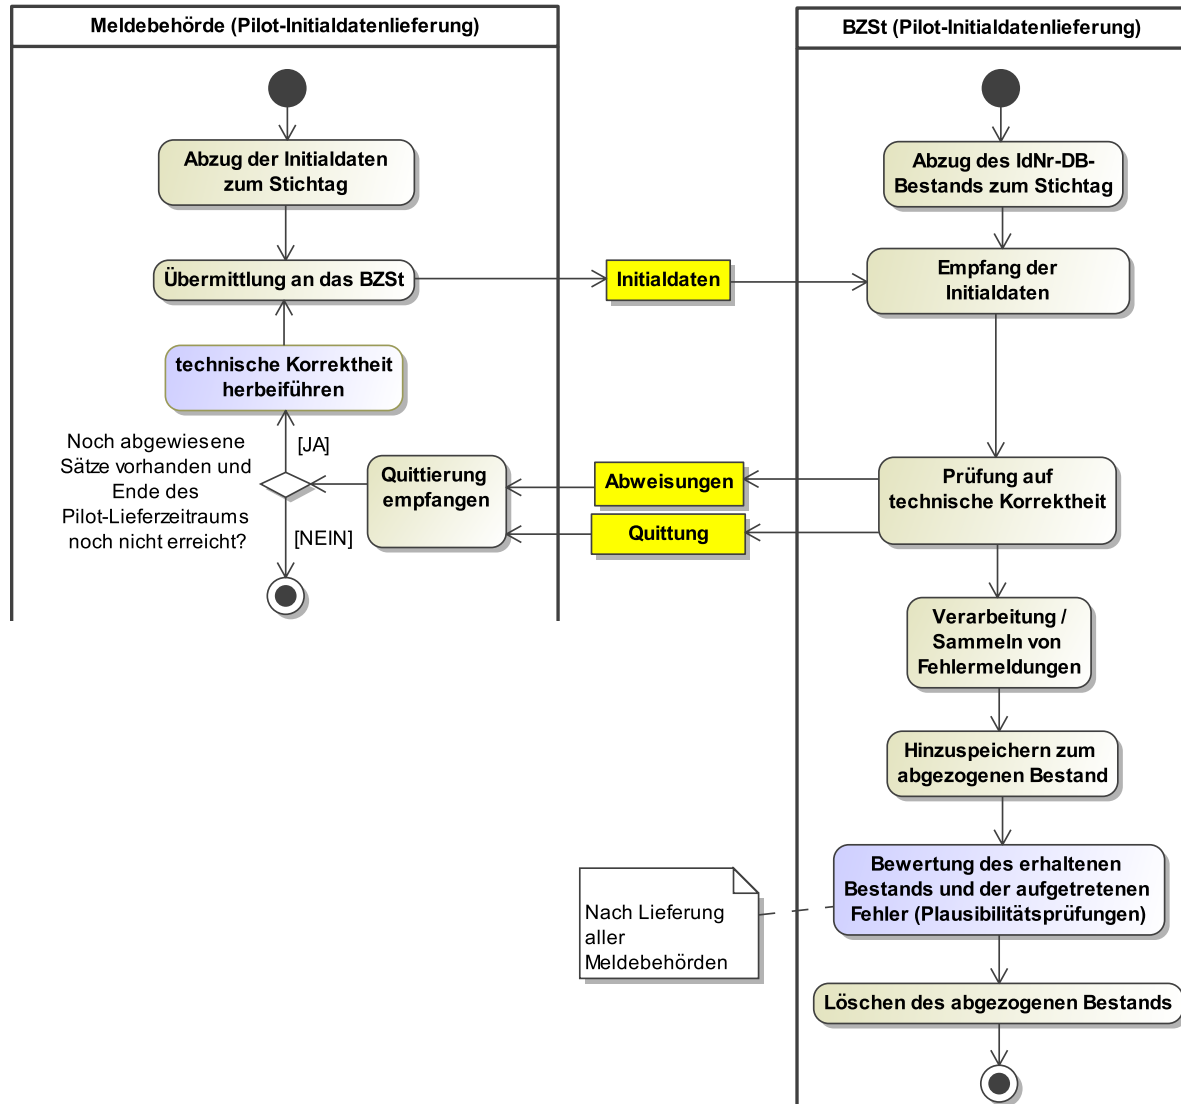 Meldebehörde (Pilot-Initialdatenlieferung)
Abzug der Initialdaten
zum Stichtag
Übermittlung an das BZSt
technische Korrektheit
herbeiführen
Noch abgewiesene
Sätze vorhanden und
Ende des
Pilot-Lieferzeitraums
noch nicht erreicht?
[JA]
[NEIN]
Quittierung
empfangen
Initialdaten
Abweisungen
Quittung
BZSt (Pilot-Initialdatenlieferung)
Abzug des IdNr-DB-
Bestands zum Stichtag
Empfang der
Initialdaten
Prüfung auf
technische Korrektheit
Verarbeitung /
Sammeln von
Fehlermeldungen
Hinzuspeichern zum
abgezogenen Bestand
Bewertung des erhaltenen
Bestands und der aufgetretenen
Fehler (Plausibilitätsprüfungen)
Nach Lieferung
aller
Meldebehörden
Löschen des abgezogenen Bestands